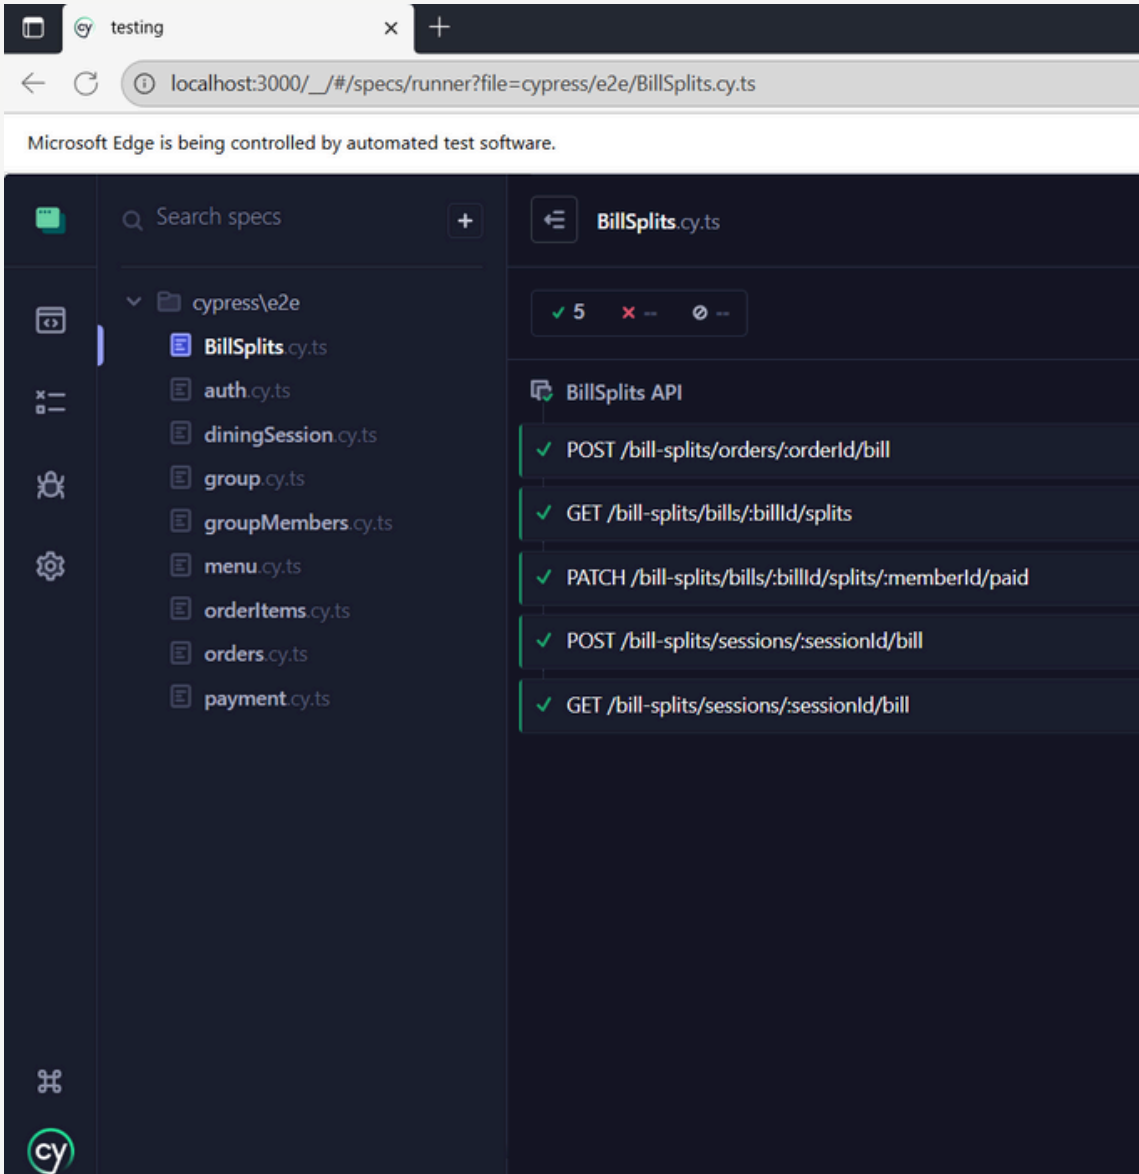 testing
localhost:3000/__/#/specs/runner?file=cypress/e2e/BillSplits.cy.ts
Microsoft Edge is being controlled by automated test software.
Search specs
cypress\e2e
BillSplits.cy.ts
auth.cy.ts
diningSession.cy.ts
group.cy.ts
groupMembers.cy.ts
menu.cy.ts
orderItems.cy.ts
orders.cy.ts
payment.cy.ts
BillSplits.cy.ts
5 -- --
BillSplits API
POST /bill-splits/orders/:orderId/bill
GET /bill-splits/bills/:billId/splits
PATCH /bill-splits/bills/:billId/splits/:memberId/paid
POST /bill-splits/sessions/:sessionId/bill
GET /bill-splits/sessions/:sessionId/bill
cy